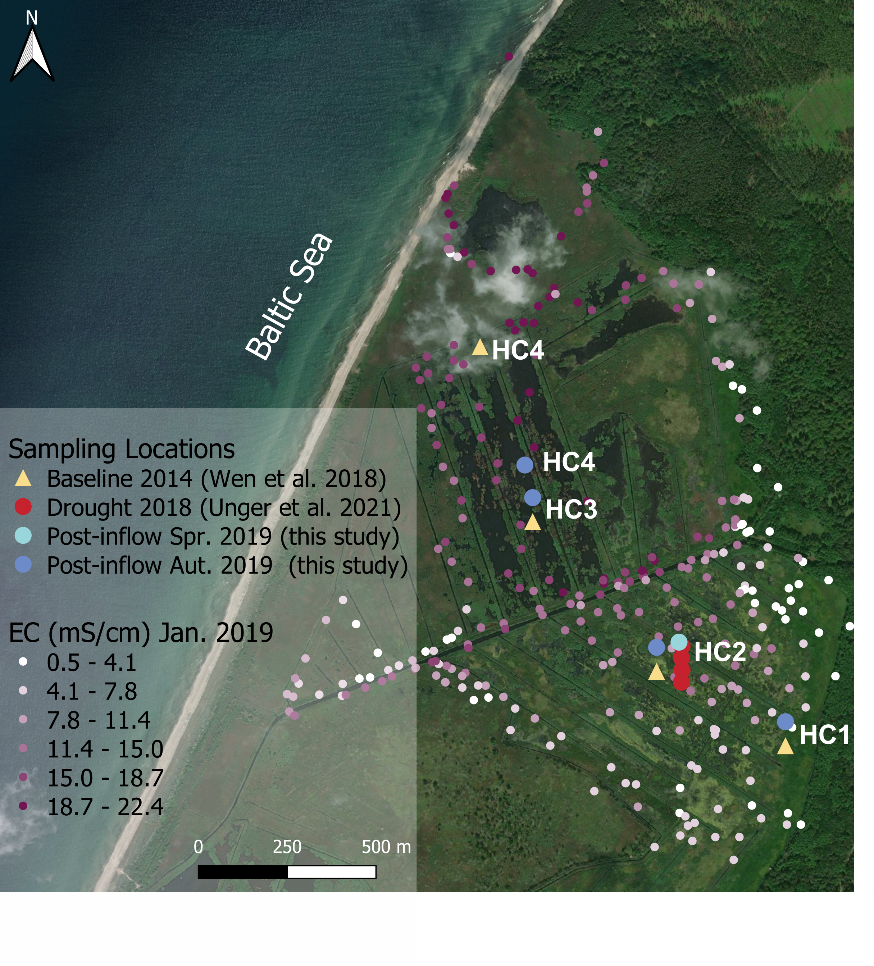 N
Baltic Sea
HC4
Sampling Locations
Baseline 2014 (Wen et al. 2018)
Drought 2018 (Unger et al. 2021)
Post-inflow Spr. 2019 (this study)
Post-inflow Aut. 2019 (this study)
HC4
HC3
EC (mS/cm) Jan. 2019
0.5 - 4.1
4.1 - 7.8
7.8 - 11.4
11.4 - 15.0
15.0 - 18.7
18.7 - 22.4
HC2
HC1
0 250 500 m